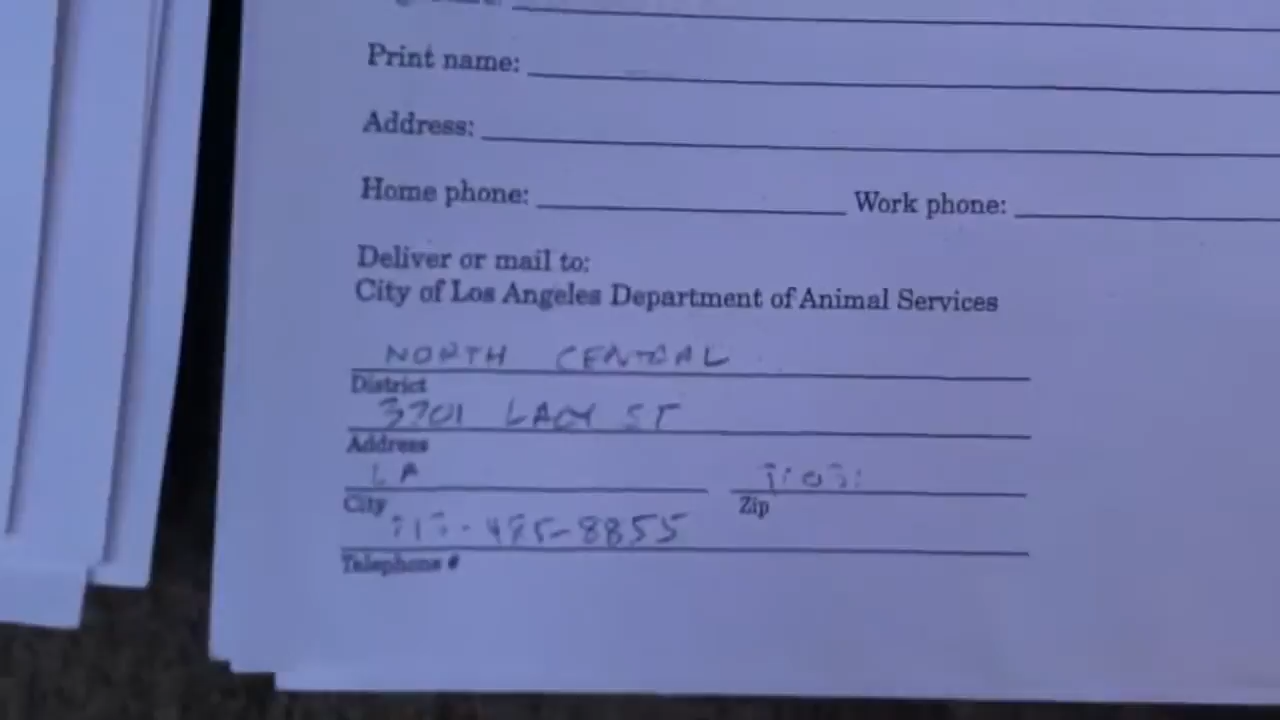 Print name:
Address:
Home phone: Work phone:
Deliver or mail to:
City of Los Angeles Department of Animal Services
NORTH CENTRAL
District
3201 LACY ST
Address
LA
City Zip
8855
Telephone #